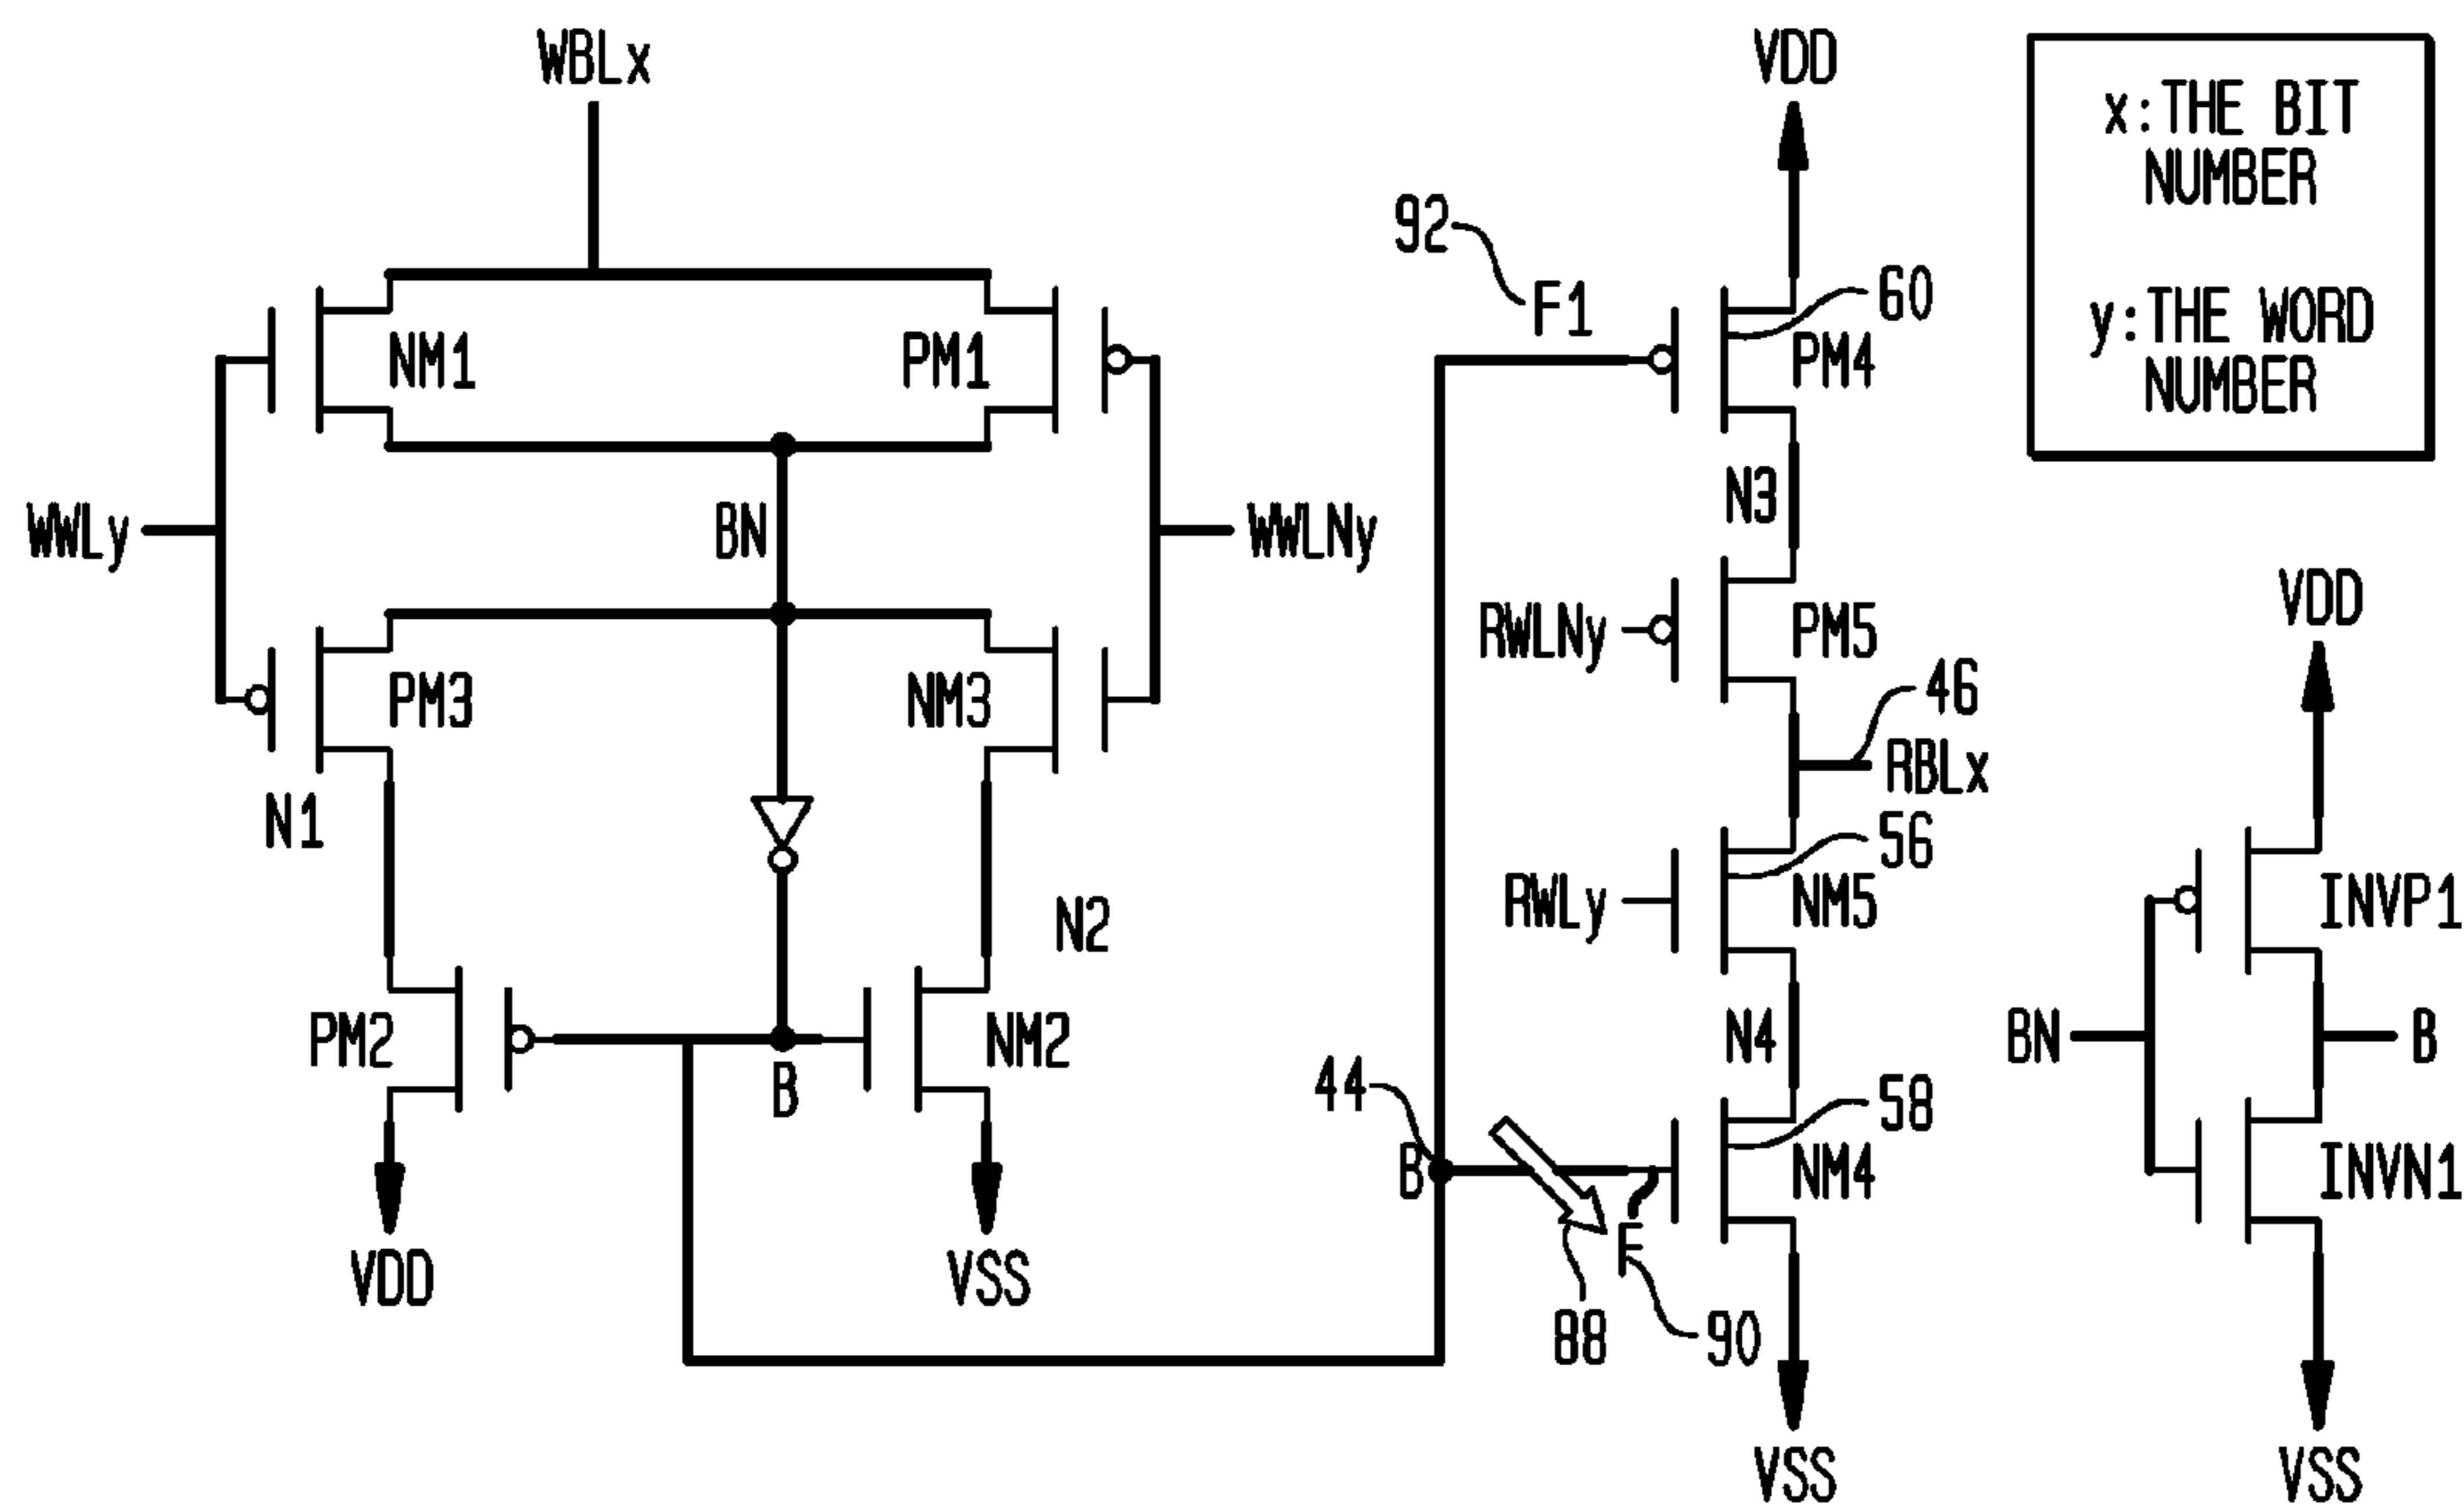 WBLx
VDD
x:THE BIT
NUMBER
y:THE WORD
NUMBER
92
F1
60
NM1
PM1
PM4
WWLy
BN
WWLNy
N3
RWLNy
PM5
PM3
NM3
46
RBLx
VDD
N1
56
RWLy
NM5
INVP1
N2
PM2
NM2
B
N4
BN
B
44
B
58
NM4
INVN1
F
88
90
VDD
VSS
VSS
VSS